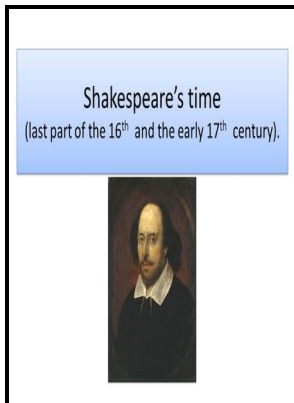 Shakespeare's time
(last part of the 16th and the early 17th century).